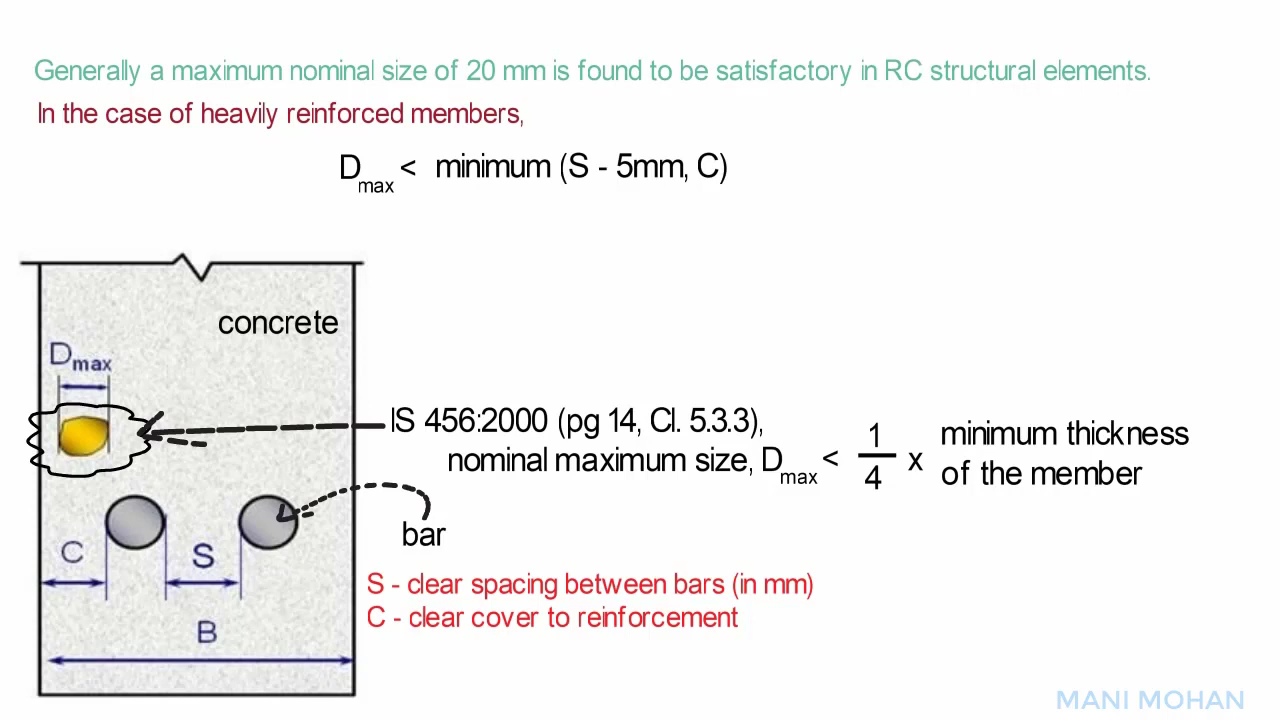 Generally a maximum nominal size of 20 mm is found to be satisfactory in RC structural elements.
In the case of heavily reinforced members,
Dmax < minimum (S - 5mm, C)
concrete
Dmax
IS 456:2000 (pg 14, Cl. 5.3.3),
nominal maximum size, Dmax < 1/4 x minimum thickness
of the member
bar
C
S
S - clear spacing between bars (in mm)
C - clear cover to reinforcement
B
MANI MOHAN